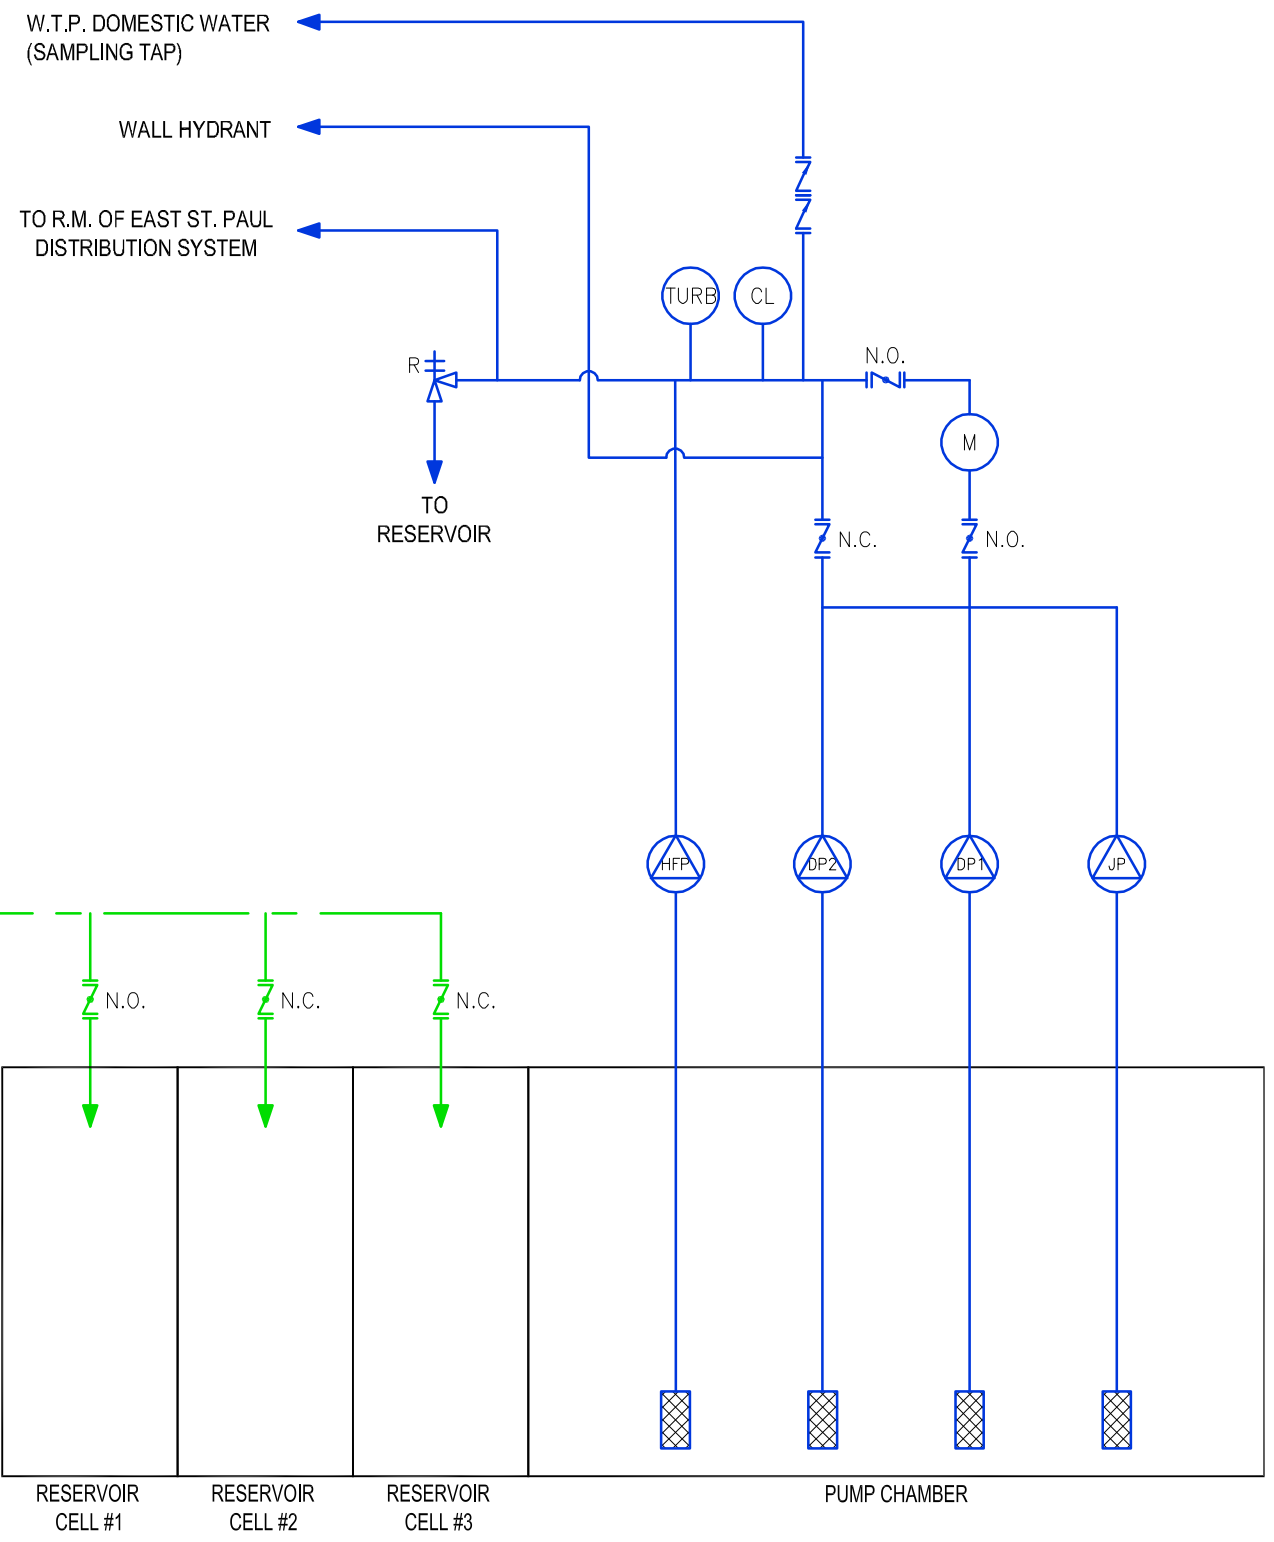 W.T.P. DOMESTIC WATER
(SAMPLING TAP)
WALL HYDRANT
TO R.M. OF EAST ST. PAUL
DISTRIBUTION SYSTEM
TURB
CL
N.O.
R
M
TO
RESERVOIR
N.C.
N.O.
HFP
DP2
DP1
JP
N.O.
N.C.
N.C.
RESERVOIR
CELL #1
RESERVOIR
CELL #2
RESERVOIR
CELL #3
PUMP CHAMBER